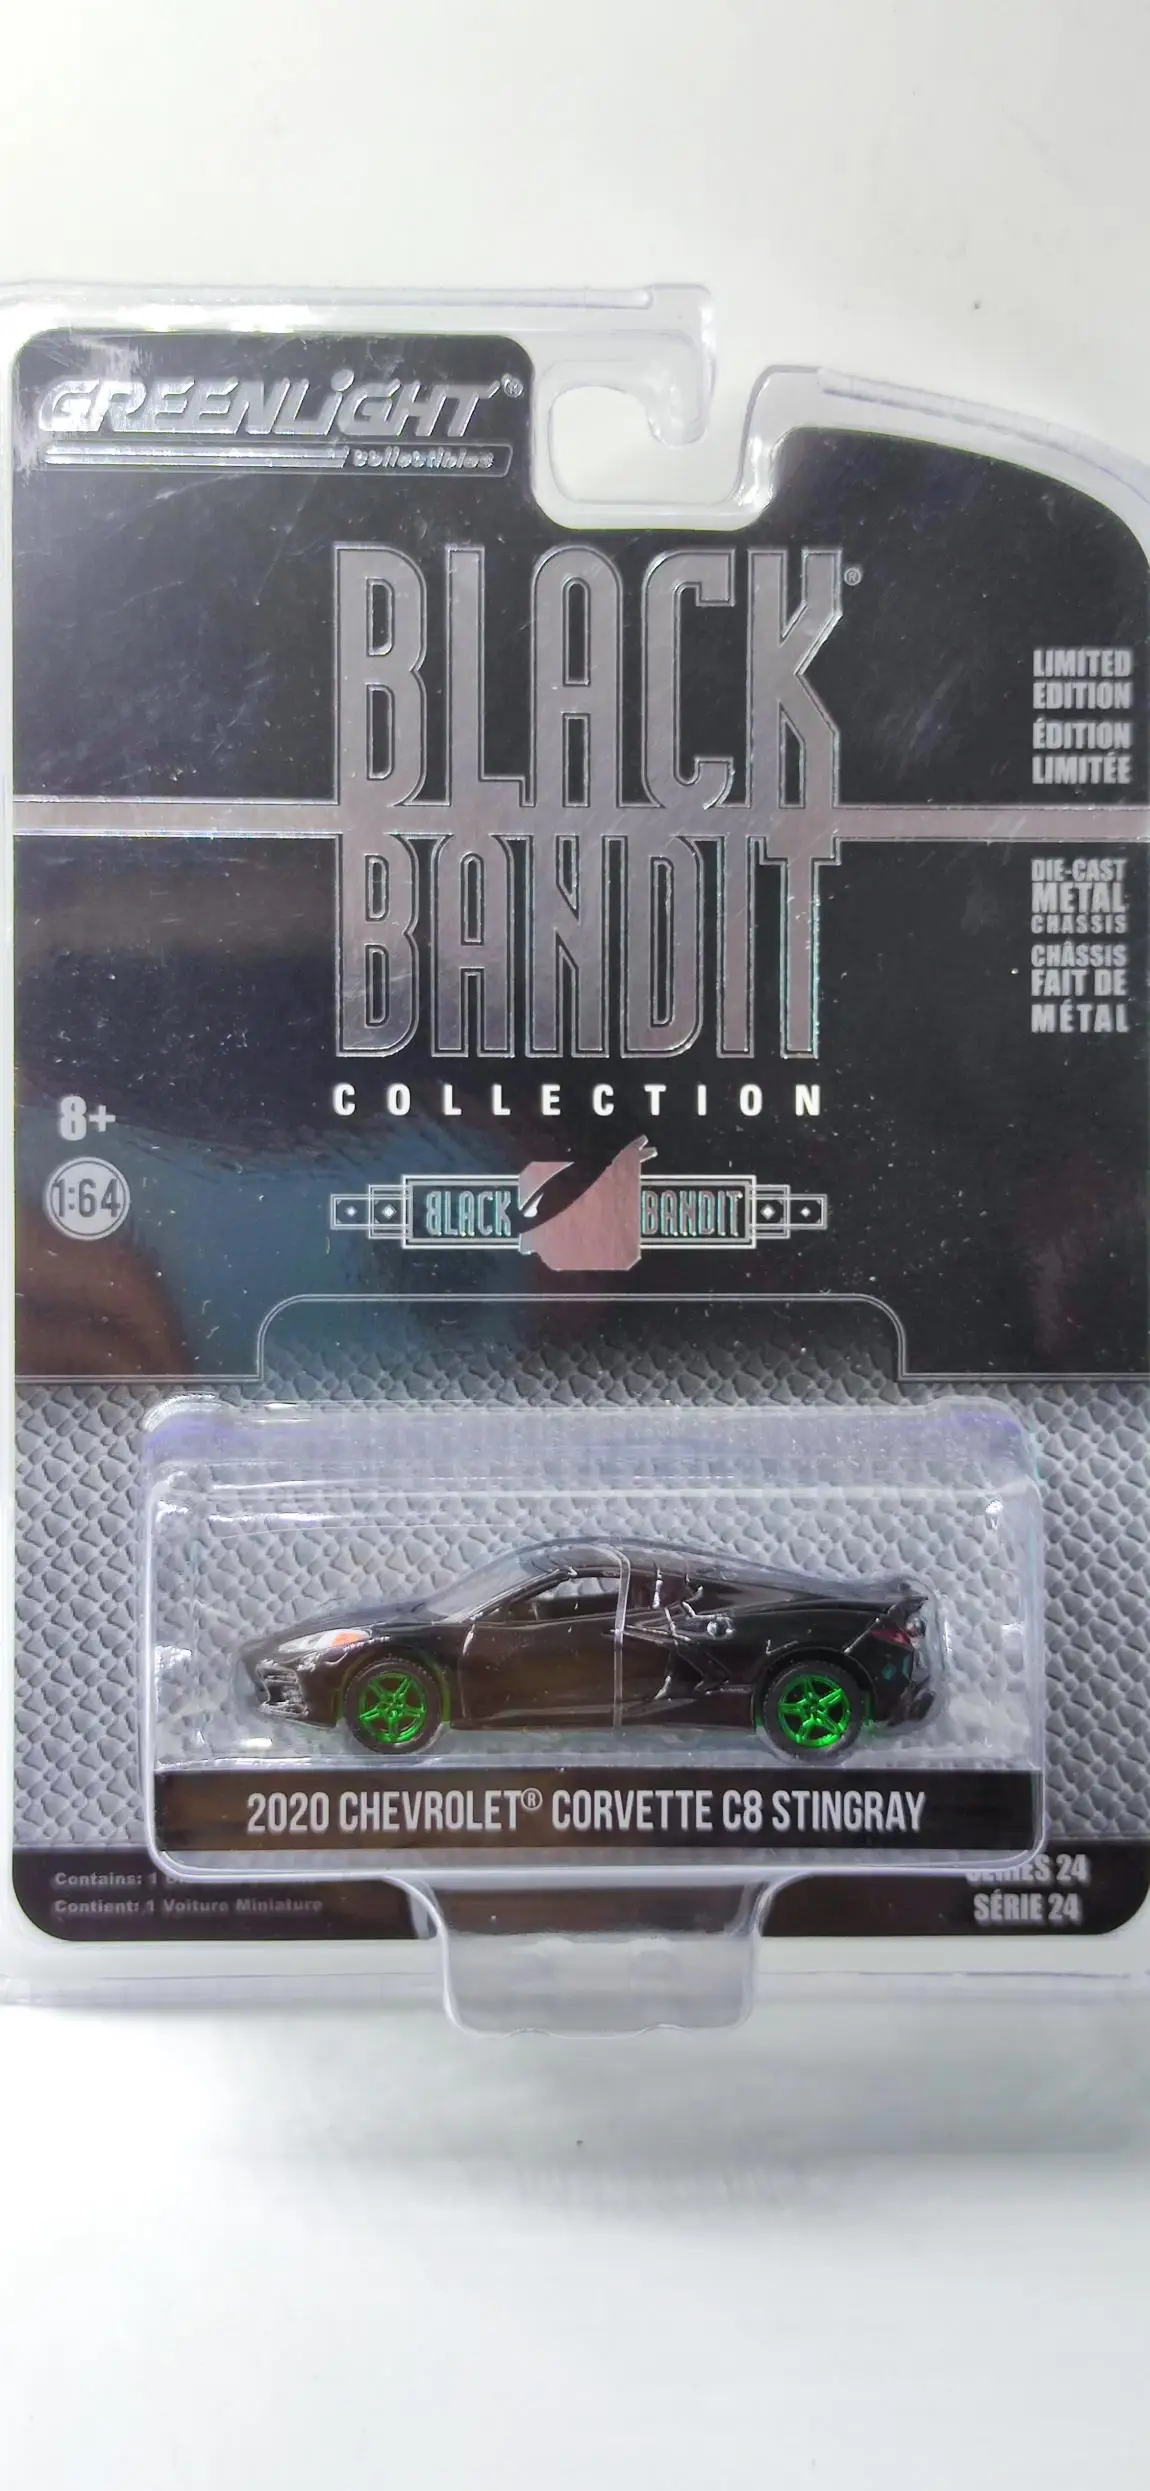 GREENLiGHT®
collectibles
BLACK®
BANDIT
COLLECTION
LIMITED
EDITION
ÉDITION
LIMITÉE
DIE-CAST
METAL
CHASSIS
CHÂSSIS
FAIT DE
MÉTAL
8+
1:64
BLACK BANDIT
2020 CHEVROLET® CORVETTE C8 STINGRAY
Contains: 1
Contient: 1 Voiture Miniature
SERIES 24
SÉRIE 24